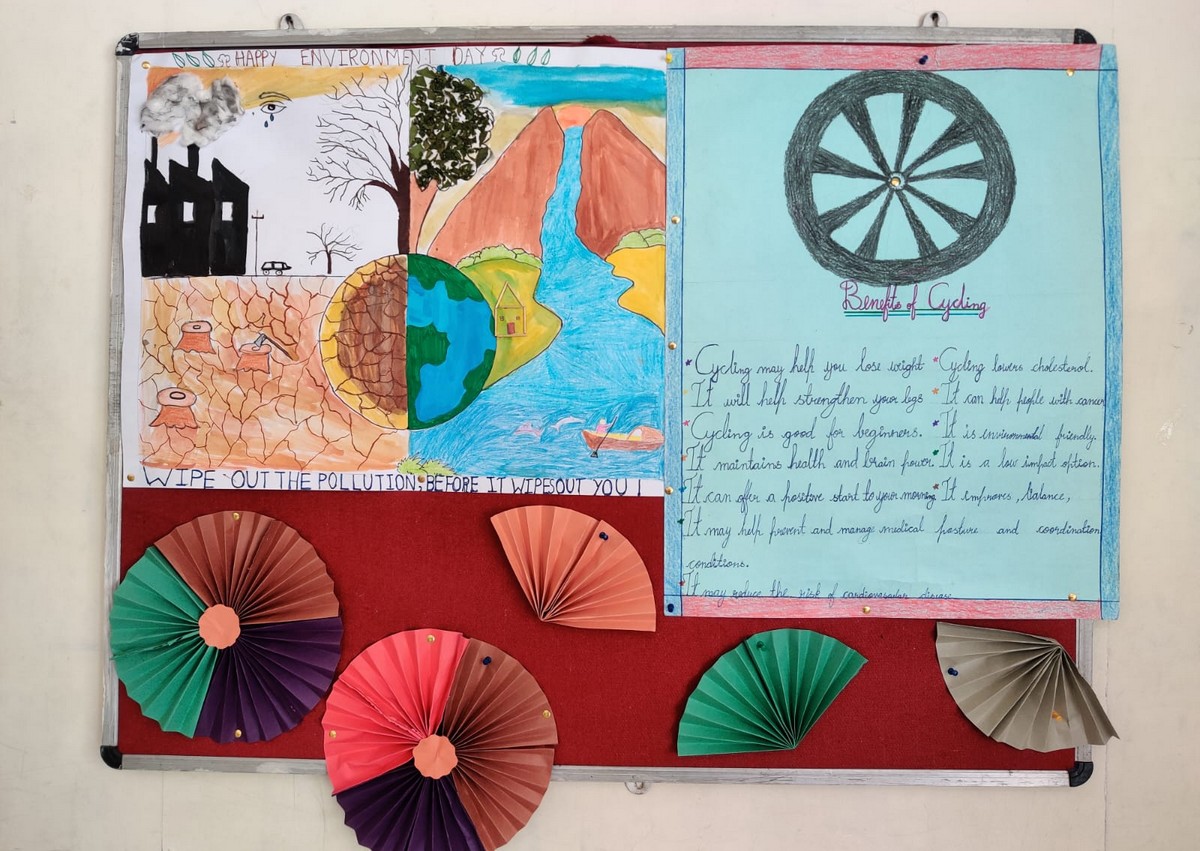 HAPPY ENVIRONMENT DAY
WIPE OUT THE POLLUTION; BEFORE IT WIPES OUT YOU!
Benefits of Cycling
Cycling may help you lose weight
It will help strengthen your legs
Cycling is good for beginners.
It maintains health and brain power.
It can offer a positive start to your morning
It may help prevent and manage medical
conditions.
It may reduce the risk of cardiovascular disease
Cycling lowers cholesterol.
It can help people with cancer
It is environmental friendly.
It is a low impact option.
It improves, balance,
posture and coordination